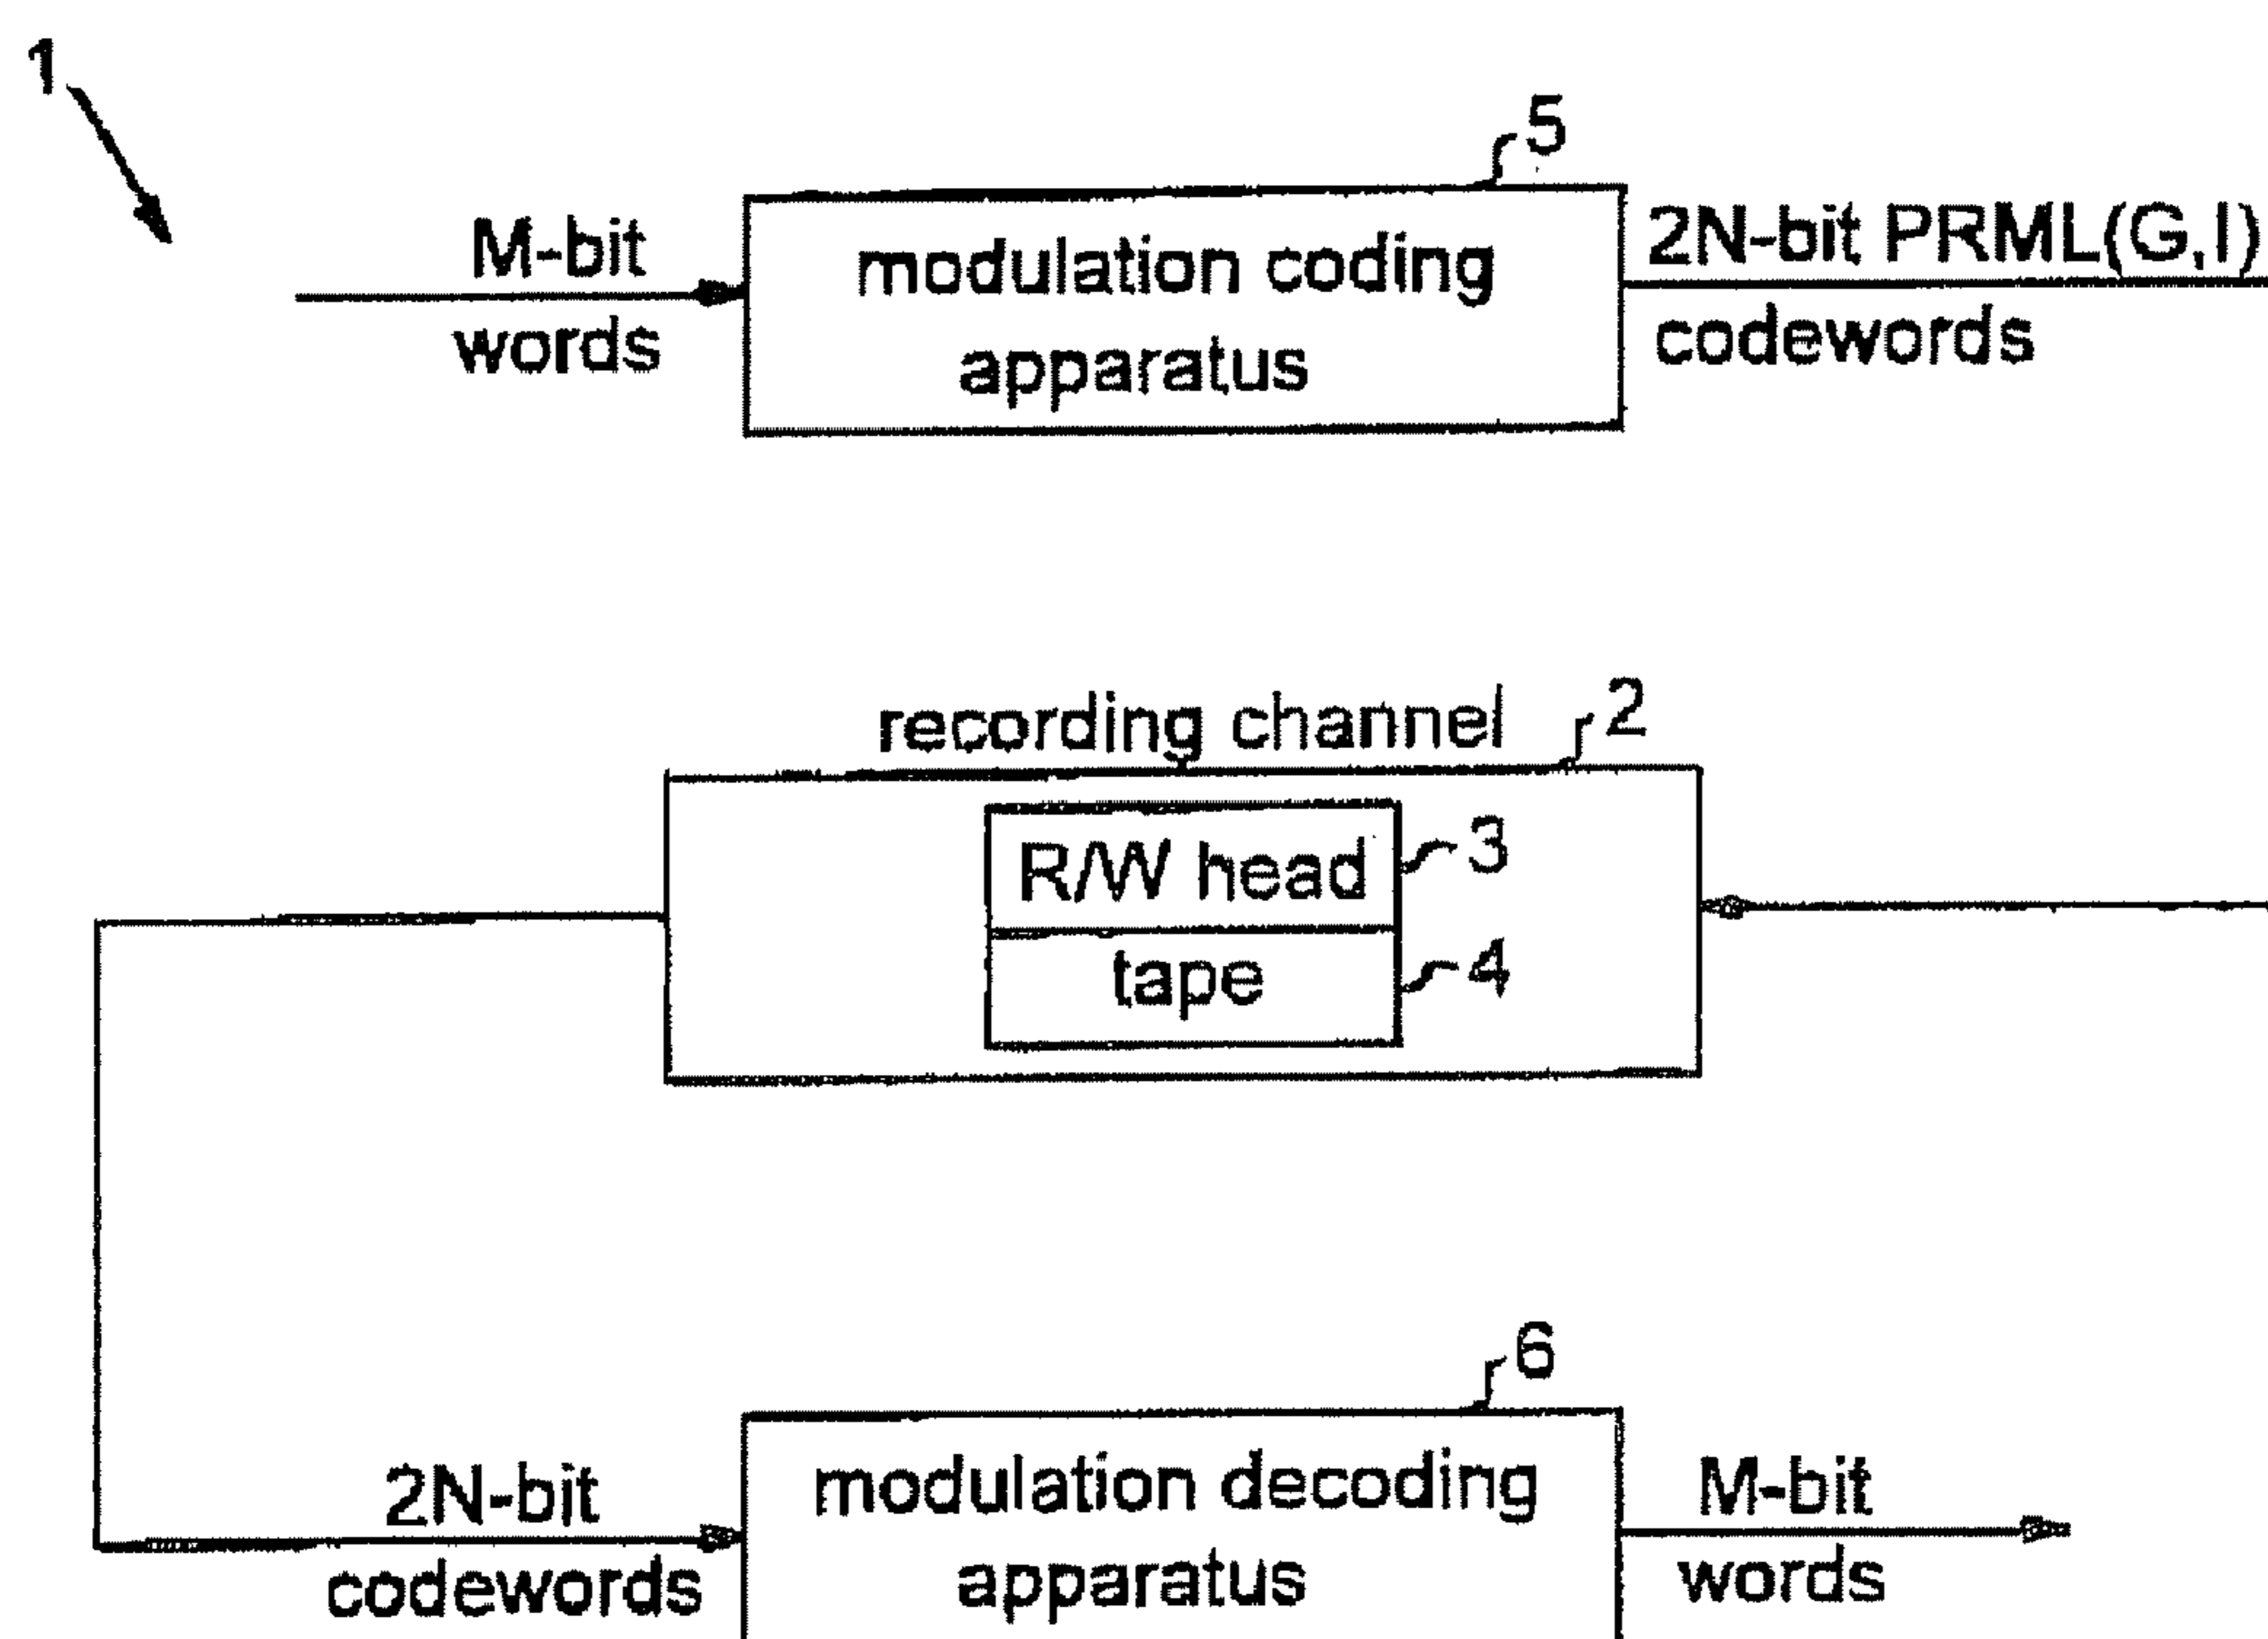 1
5
M-bit
words
modulation coding
apparatus
2N-bit PRML(G,I)
codewords
recording channel
2
R/W head
3
tape
4
6
2N-bit
codewords
modulation decoding
apparatus
M-bit
words